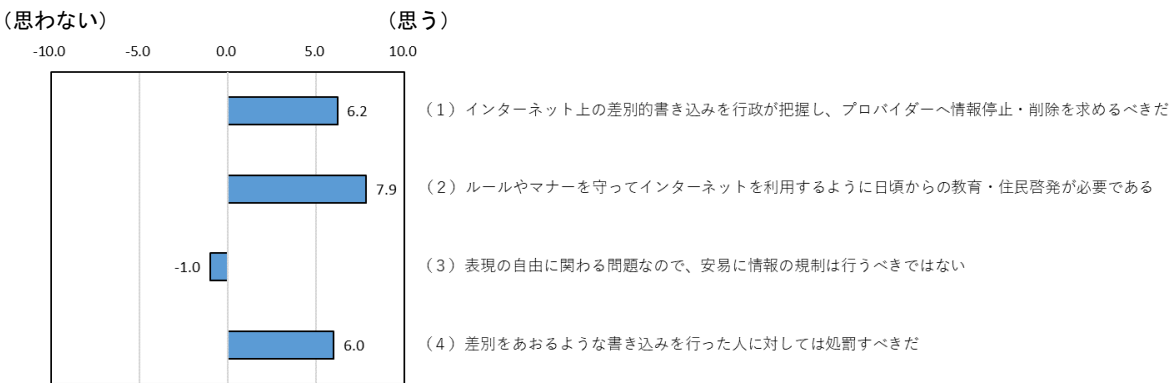 （思わない） （思う）
-10.0 -5.0 0.0 5.0 10.0
6.2 （1）インターネット上の差別的書き込みを行政が把握し、プロバイダーへ情報停止・削除を求めるべきだ
7.9 （2）ルールやマナーを守ってインターネットを利用するように日頃からの教育・住民啓発が必要である
-1.0 （3）表現の自由に関わる問題なので、安易に情報の規制は行うべきではない
6.0 （4）差別をあおるような書き込みを行った人に対しては処罰すべきだ